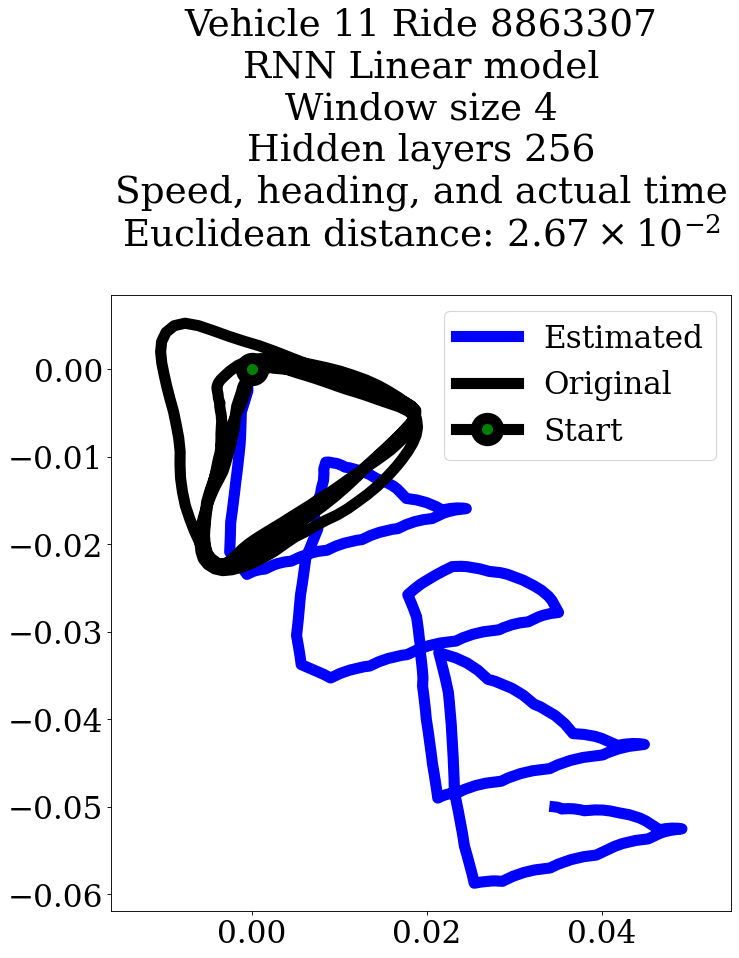 Vehicle 11 Ride 8863307
RNN Linear model
Window size 4
Hidden layers 256
Speed, heading, and actual time
Euclidean distance: 2.67 × 10⁻²
Estimated
Original
Start
0.00
−0.01
−0.02
−0.03
−0.04
−0.05
−0.06
0.00 0.02 0.04